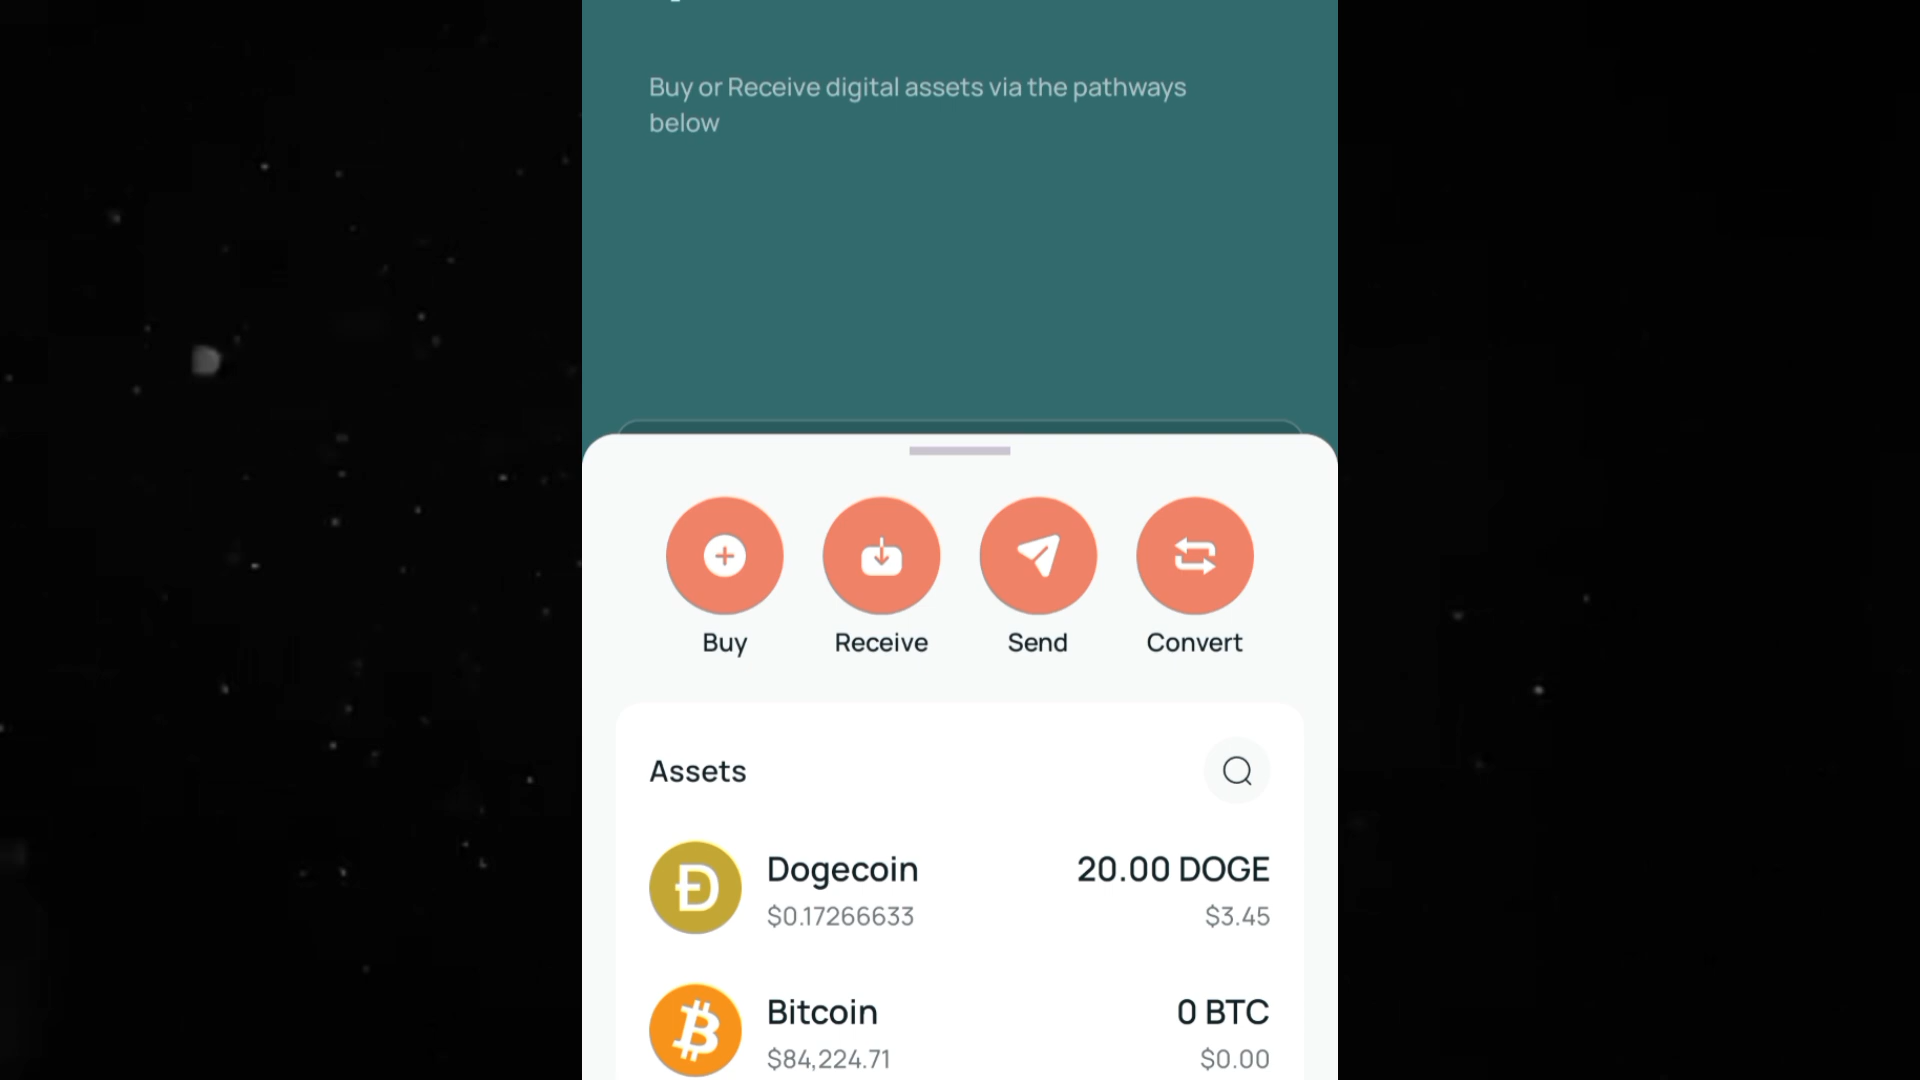 Buy or Receive digital assets via the pathways
below
Buy
Receive
Send
Convert
Assets
Dogecoin
20.00 DOGE
$0.17266633
$3.45
Bitcoin
0 BTC
$84,224.71
$0.00